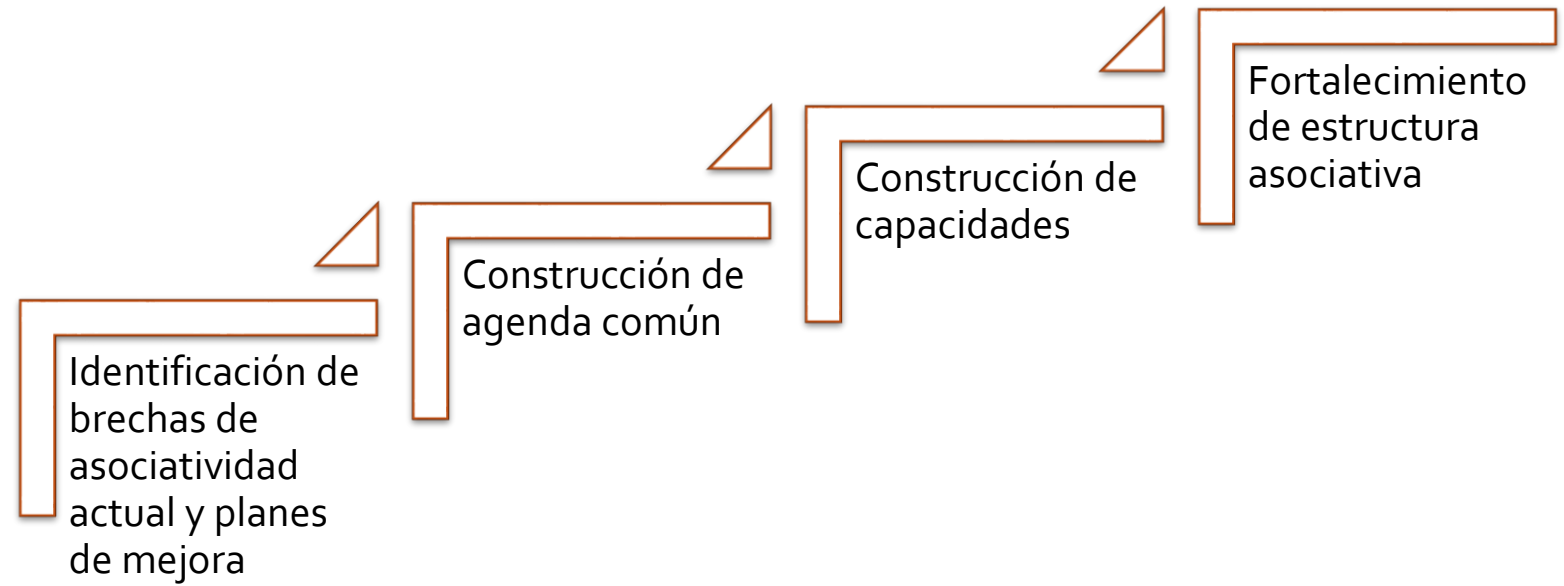 Identificación de
brechas de
asociatividad
actual y planes
de mejora
Construcción de
agenda común
Construcción de
capacidades
Fortalecimiento
de estructura
asociativa